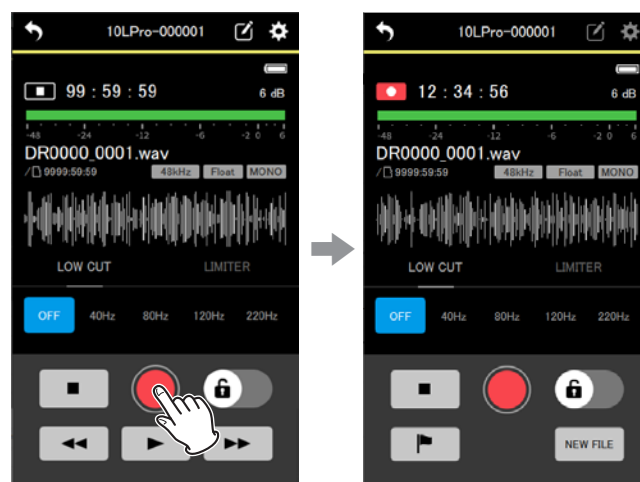 10LPro-000001
99 : 59 : 59
6 dB
-48 -24 -12 -6 -2 0 6
DR0000_0001.wav
/ 9999:59:59 48kHz Float MONO
LOW CUT LIMITER
OFF 40Hz 80Hz 120Hz 220Hz
10LPro-000001
12 : 34 : 56
6 dB
-48 -24 -12 -6 -2 0 6
DR0000_0001.wav
/ 9999:59:59 48kHz Float MONO
LOW CUT LIMITER
OFF 40Hz 80Hz 120Hz 220Hz
NEW FILE